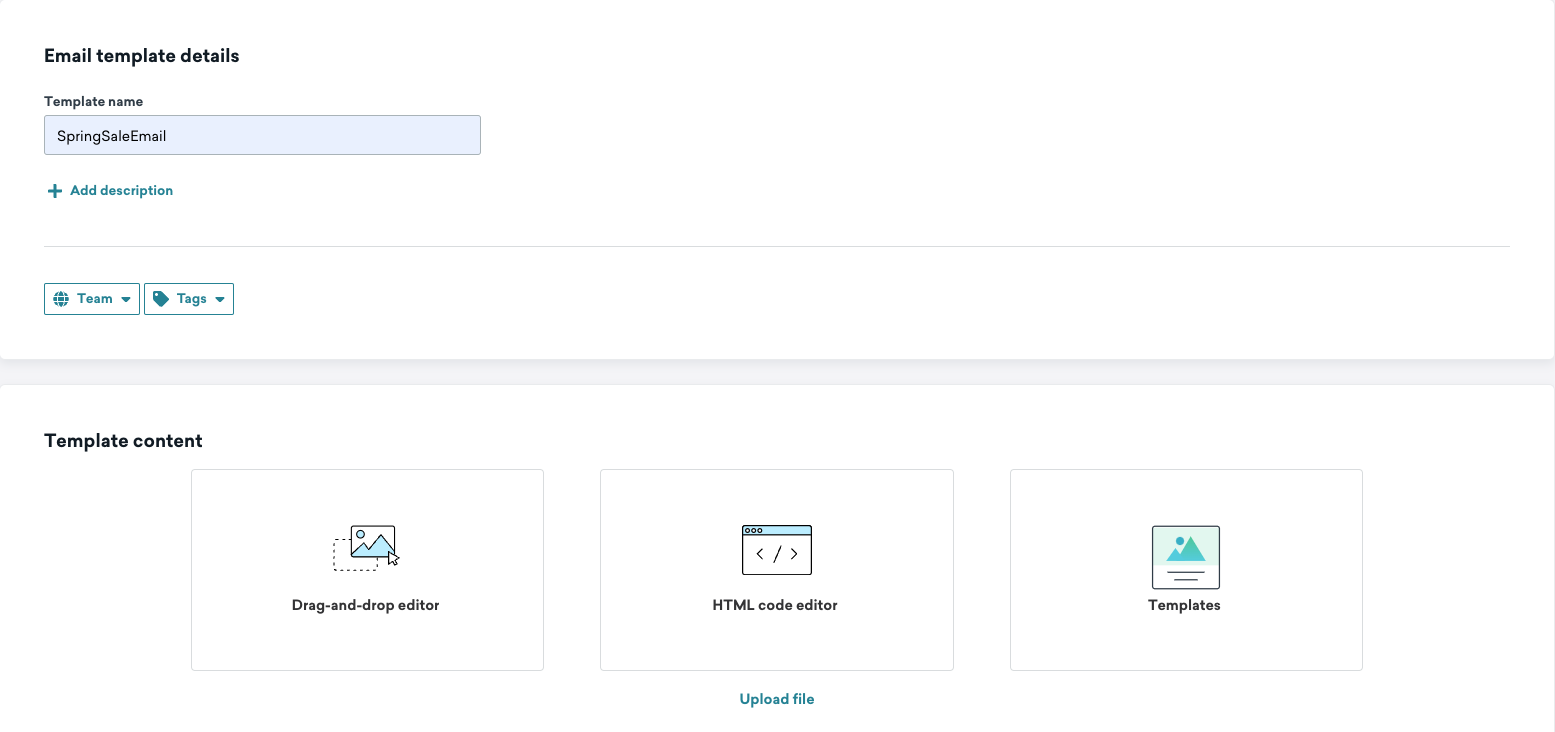 Email template details
Template name
SpringSaleEmail
Add description
Team
Tags
Template content
Drag-and-drop editor
HTML code editor
Templates
Upload file